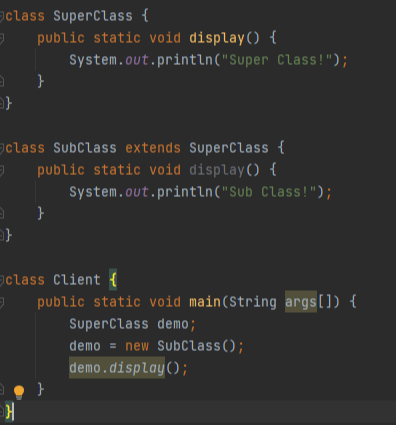 class SuperClass {
    public static void display() {
        System.out.println("Super Class!");
    }
}
class SubClass extends SuperClass {
    public static void display() {
        System.out.println("Sub Class!");
    }
}
class Client {
    public static void main(String args[]) {
        SuperClass demo;
        demo = new SubClass();
        demo.display();
    }
}